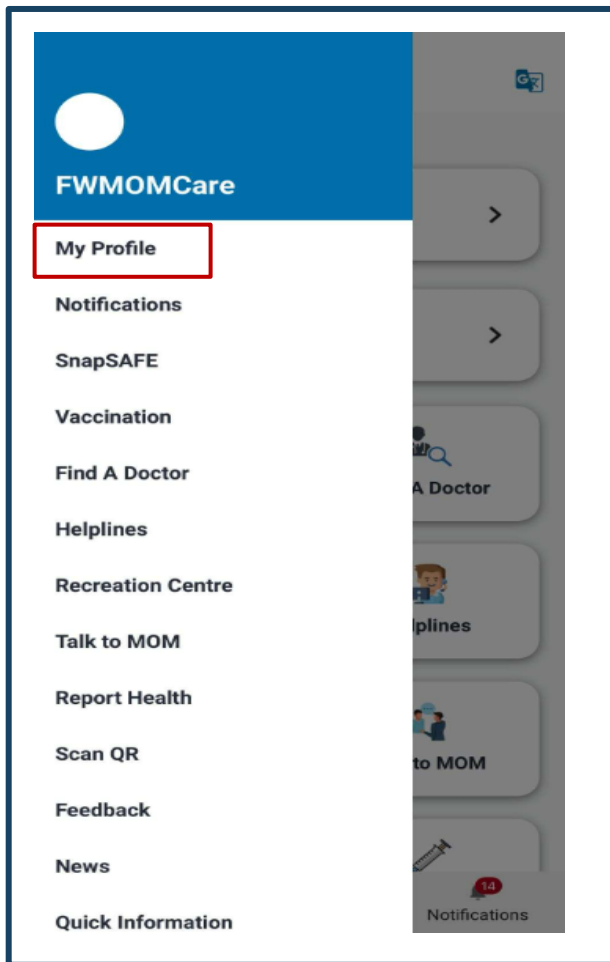 FWMOMCare
My Profile
Notifications
SnapSAFE
Vaccination
Find A Doctor
A Doctor
Helplines
Recreation Centre
lplines
Talk to MOM
Report Health
Scan QR
to MOM
Feedback
News
14
Quick Information
Notifications